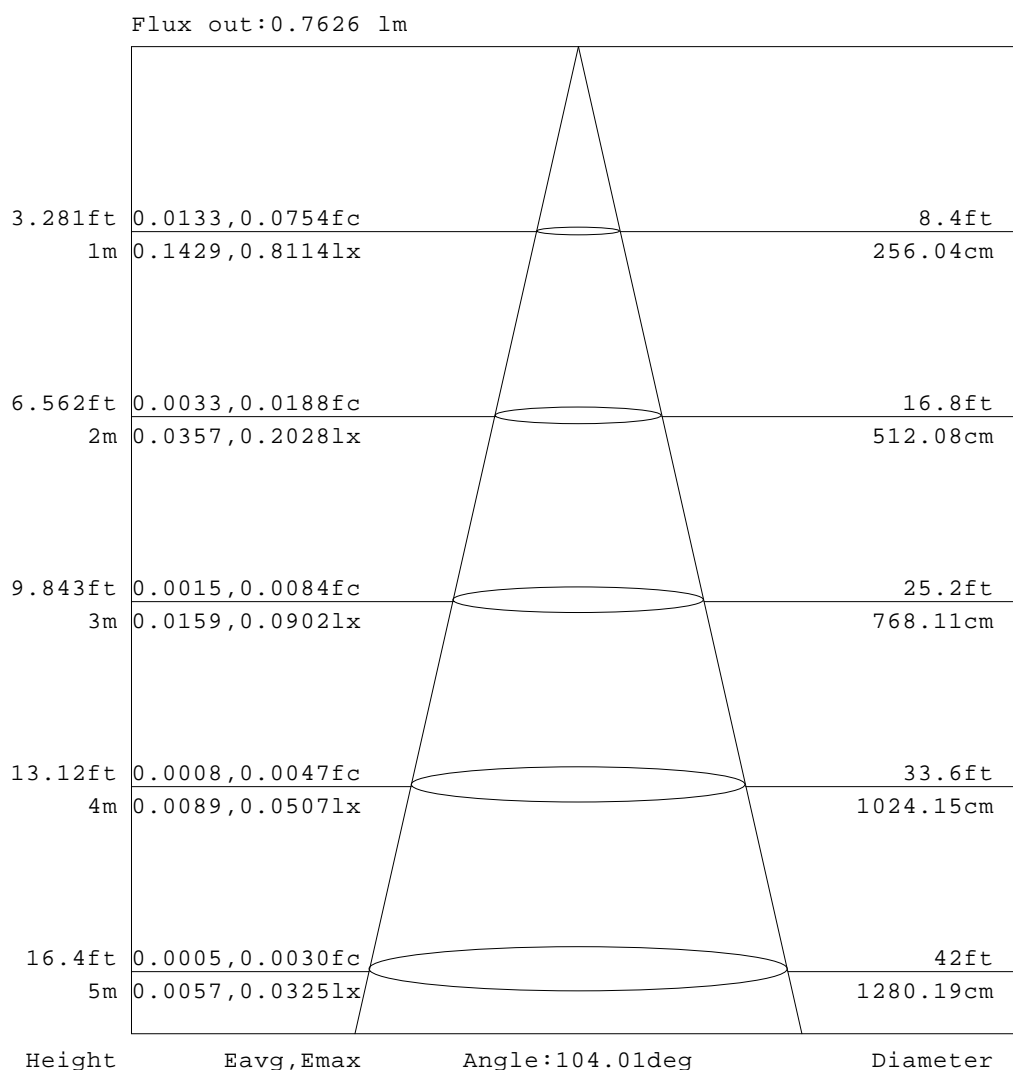 Flux out:0.7626 lm
3.281ft 0.0133,0.0754fc 8.4ft
1m 0.1429,0.8114lx 256.04cm
6.562ft 0.0033,0.0188fc 16.8ft
2m 0.0357,0.2028lx 512.08cm
9.843ft 0.0015,0.0084fc 25.2ft
3m 0.0159,0.0902lx 768.11cm
13.12ft 0.0008,0.0047fc 33.6ft
4m 0.0089,0.0507lx 1024.15cm
16.4ft 0.0005,0.0030fc 42ft
5m 0.0057,0.0325lx 1280.19cm
Height Eavg,Emax Angle:104.01deg Diameter